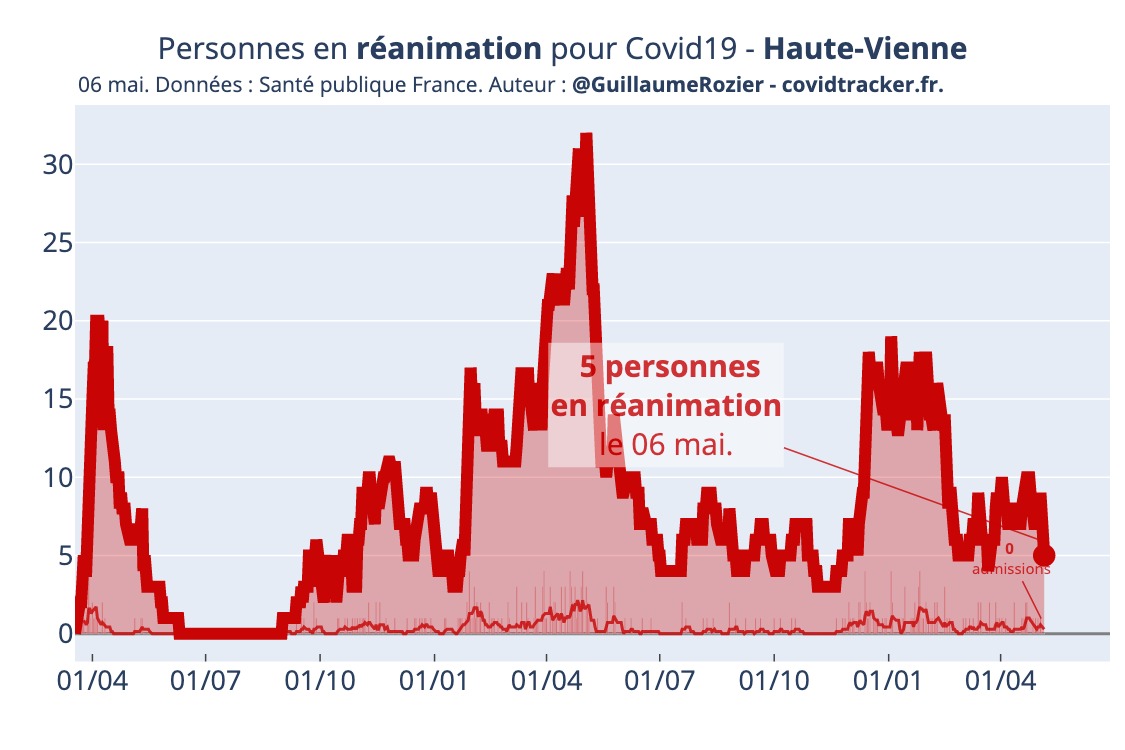 Personnes en réanimation pour Covid19 - Haute-Vienne
06 mai. Données : Santé publique France. Auteur : @GuillaumeRozier - covidtracker.fr.
30
25
20
15
10
5
0
5 personnes
en réanimation
le 06 mai.
0
admissions
01/04
01/07
01/10
01/01
01/04
01/07
01/10
01/01
01/04